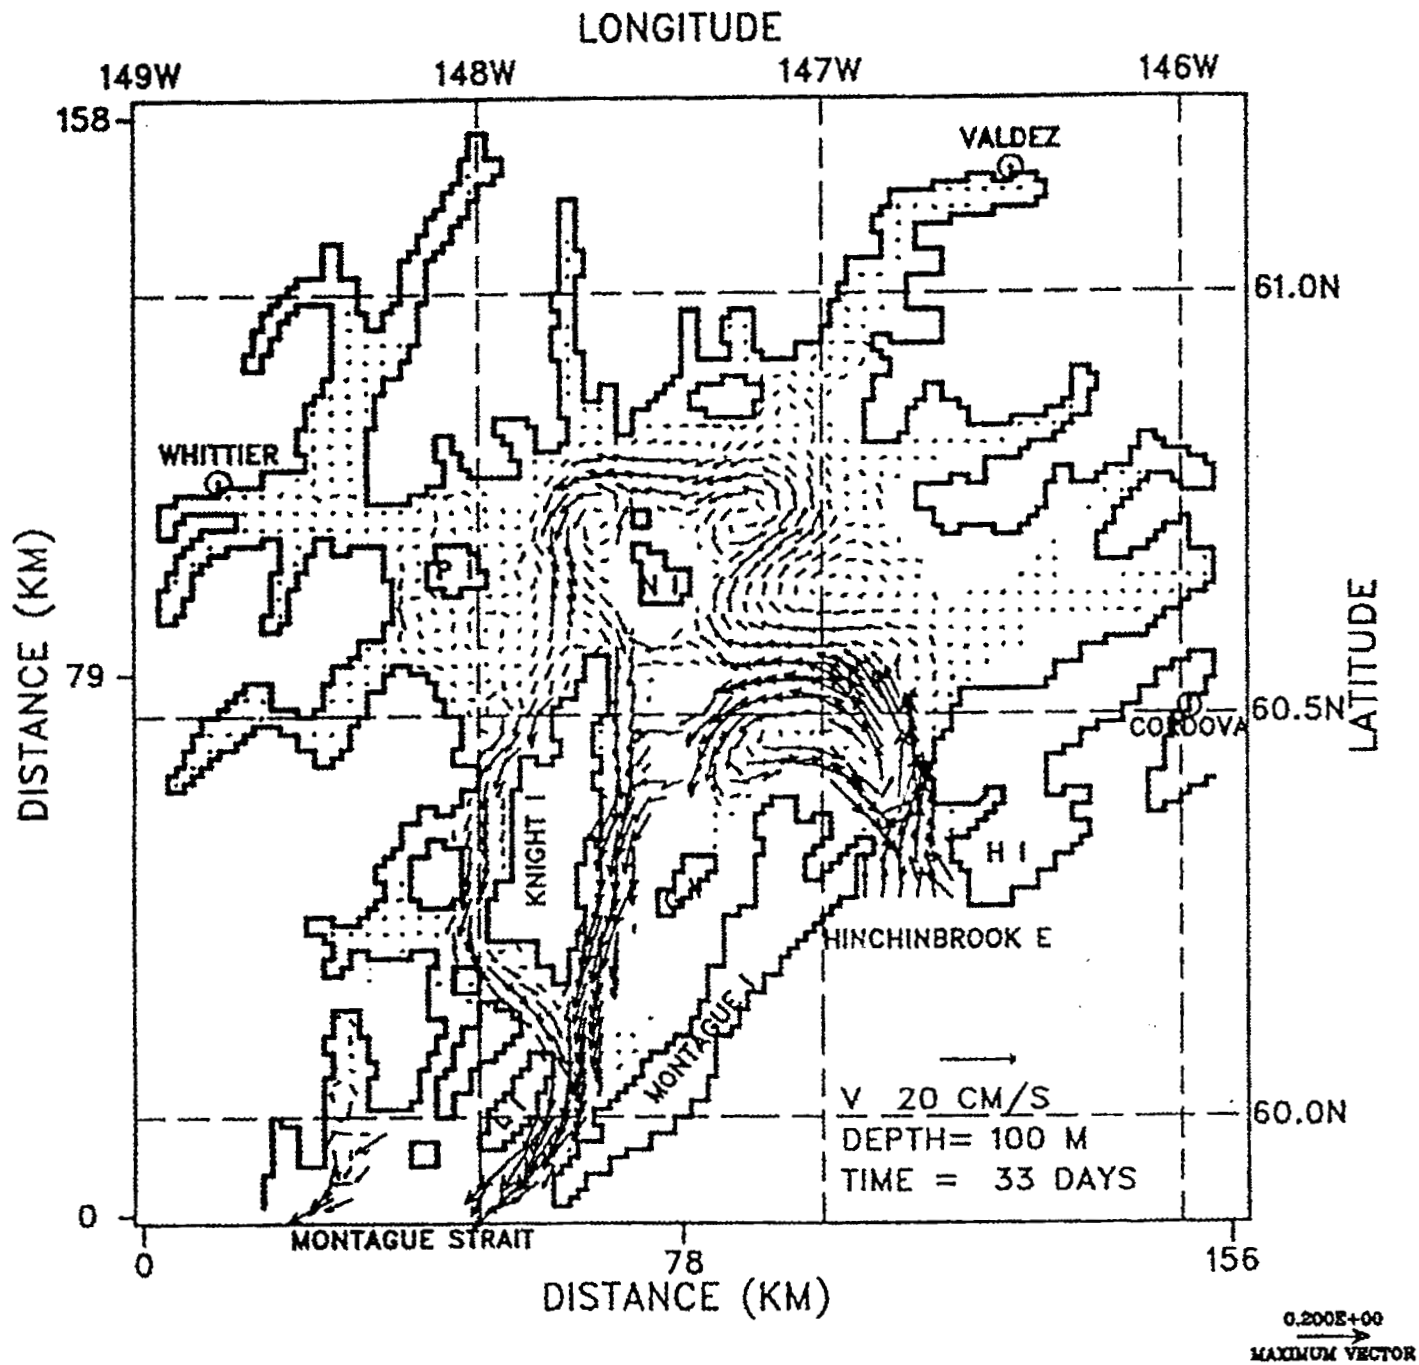 LONGITUDE
149W 148W 147W 146W
158
VALDEZ
61.0N
WHITTIER
P I
N I
DISTANCE (KM)
LATITUDE
79
60.5N
CORDOVA
KNIGHT I
H I
G I
HINCHINBROOK E
MONTAGUE I
V 20 CM/S
60.0N
DEPTH= 100 M
TIME = 33 DAYS
0
MONTAGUE STRAIT
0 78 156
DISTANCE (KM)
0.200E+00
MAXIMUM VECTOR